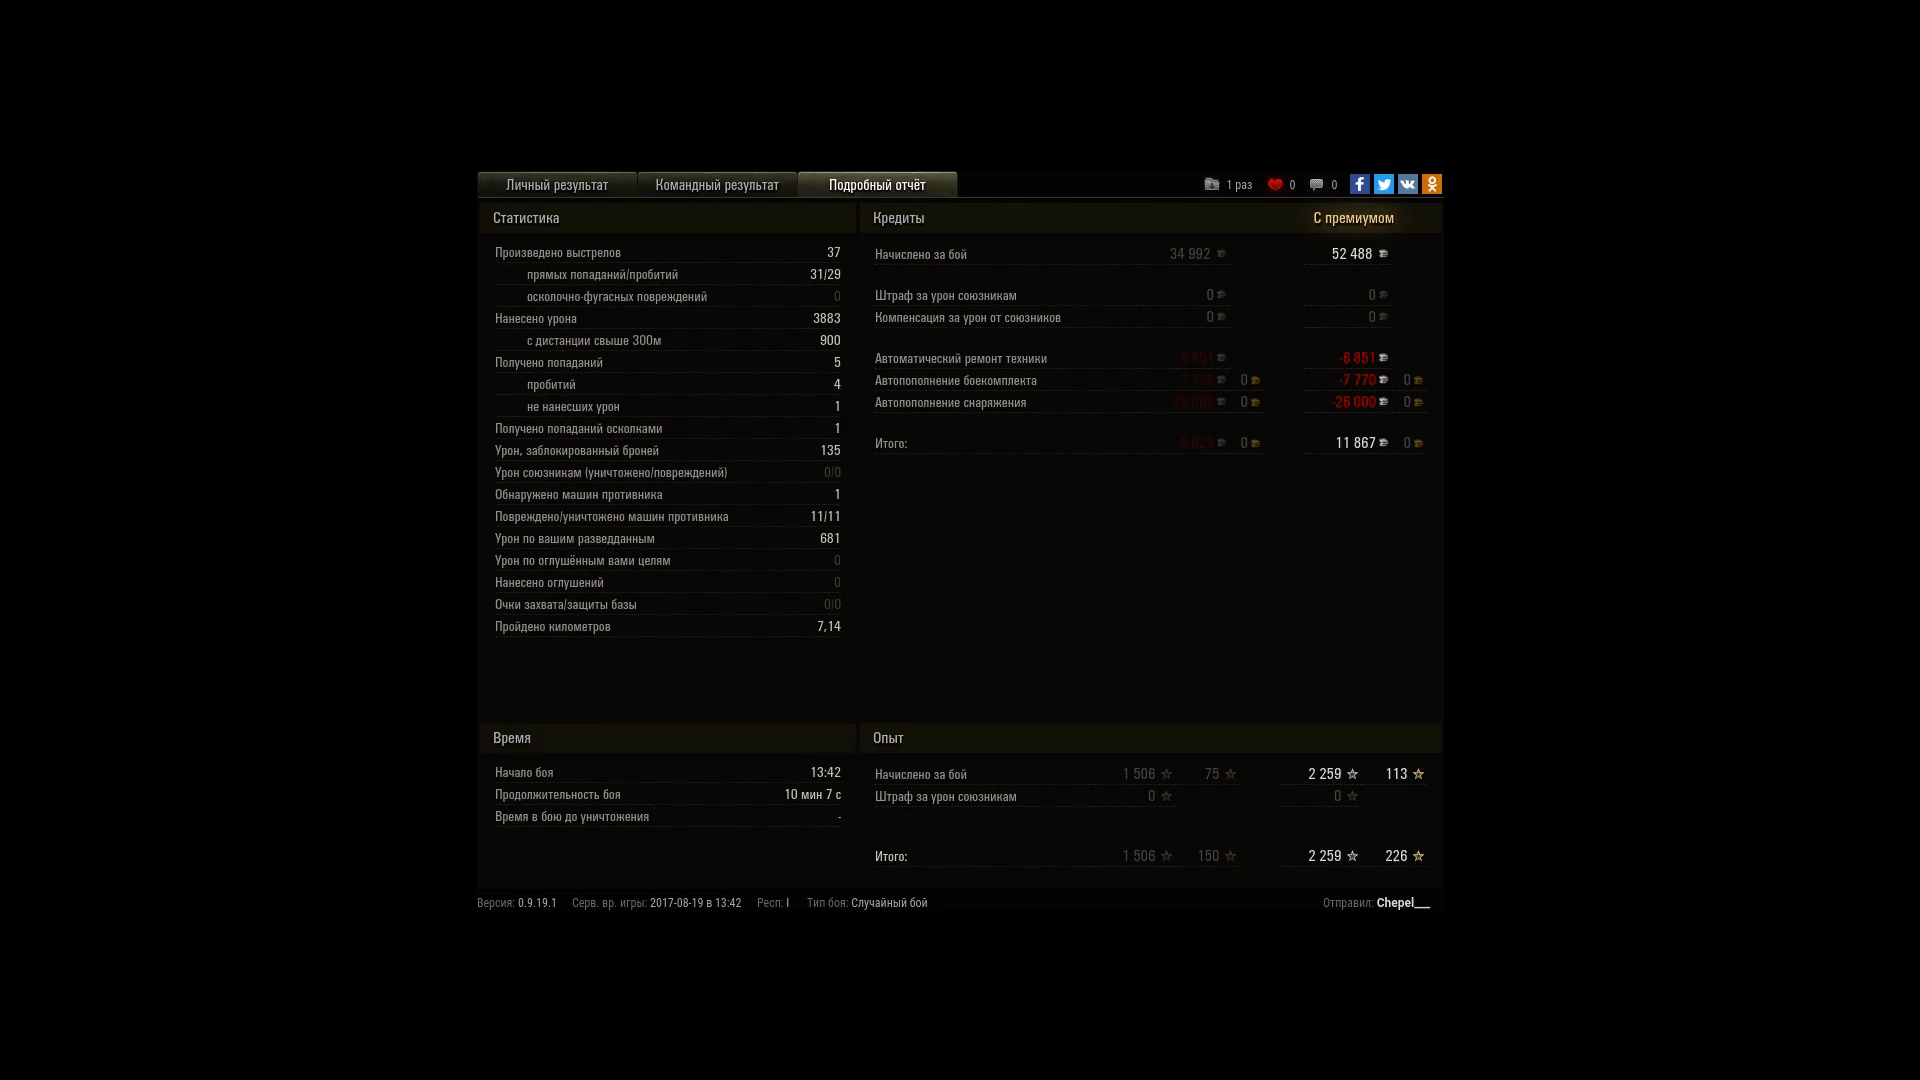 Личный результат Командный результат Подробный отчёт 1 раз 0 0
Статистика
Произведено выстрелов 37
прямых попаданий/пробитий 31/29
осколочно-фугасных повреждений 0
Нанесено урона 3883
с дистанции свыше 300м 900
Получено попаданий 5
пробитий 4
не нанесших урон 1
Получено попаданий осколками 1
Урон, заблокированный броней 135
Урон союзникам (уничтожено/повреждений) 0/0
Обнаружено машин противника 1
Повреждено/уничтожено машин противника 11/11
Урон по вашим разведданным 681
Урон по оглушённым вами целям 0
Нанесено оглушений 0
Очки захвата/защиты базы 0/0
Пройдено километров 7,14
Кредиты С премиумом
Начислено за бой 34 992 52 488
Штраф за урон союзникам 0 0
Компенсация за урон от союзников 0 0
Автоматический ремонт техники -6 851 -6 851
Автопополнение боекомплекта -7 770 0 -7 770 0
Автопополнение снаряжения -26 000 0 -26 000 0
Итого: -5 629 0 11 867 0
Время
Начало боя 13:42
Продолжительность боя 10 мин 7 с
Время в бою до уничтожения -
Опыт
Начислено за бой 1 506 75 2 259 113
Штраф за урон союзникам 0 0
Итого: 1 506 150 2 259 226
Версия: 0.9.19.1 Серв. вр. игры: 2017-08-19 в 13:42 Респ: I Тип боя: Случайный бой Отправил: Chepel___